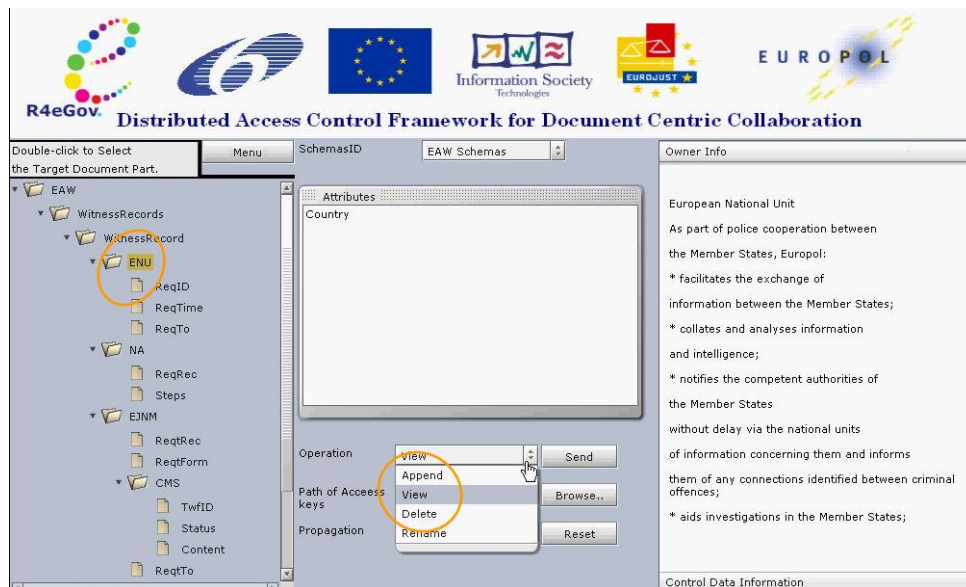 R4eGov.
6
Information Society
Technologies
EUROJUST
EUROPOL
Distributed Access Control Framework for Document Centric Collaboration
Double-click to Select
the Target Document Part.
Menu
EAW
WitnessRecords
WitnessRecord
ENU
ReqID
ReqTime
ReqTo
NA
ReqRec
Steps
EJNM
ReqtRec
ReqtForm
CMS
TwfID
Status
Content
ReqtTo
SchemasID
EAW Schemas
Attributes
Country
Operation
View
Send
Append
View
Delete
Rename
Path of Acceess
keys
Browse..
Propagation
Reset
Owner Info
European National Unit
As part of police cooperation between
the Member States, Europol:
* facilitates the exchange of
information between the Member States;
* collates and analyses information
and intelligence;
* notifies the competent authorities of
the Member States
without delay via the national units
of information concerning them and informs
them of any connections identified between criminal
offences;
* aids investigations in the Member States;
Control Data Information